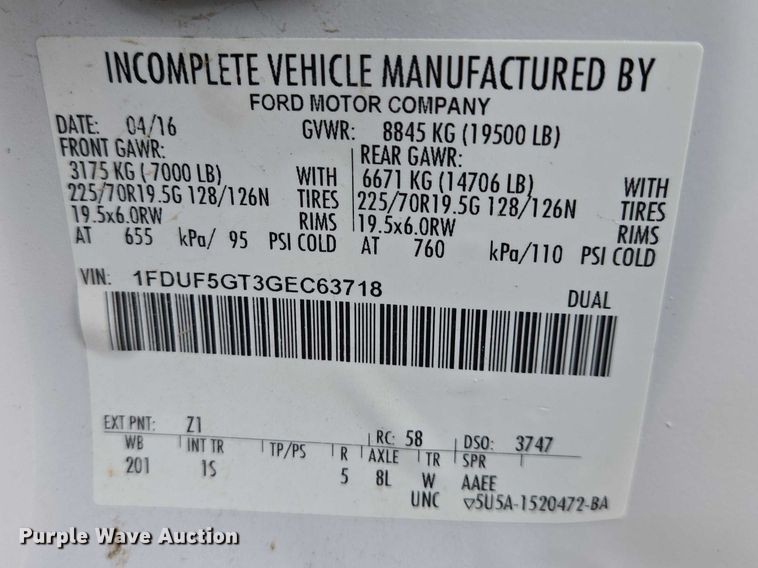 INCOMPLETE VEHICLE MANUFACTURED BY
FORD MOTOR COMPANY
DATE: 04/16 GVWR: 8845 KG (19500 LB)
FRONT GAWR: REAR GAWR:
3175 KG ( 7000 LB) WITH 6671 KG (14706 LB) WITH
225/70R19.5G 128/126N TIRES 225/70R19.5G 128/126N TIRES
19.5x6.0RW RIMS 19.5x6.0RW RIMS
AT 655 kPa/ 95 PSI COLD AT 760 kPa/110 PSI COLD
VIN: 1FDUF5GT3GEC63718 DUAL
EXT PNT: Z1 RC: 58 DSO: 3747
WB INT TR TP/PS R AXLE TR SPR
201 1S 5 8L W AAEE
UNC ▽5U5A-1520472-BA
Purple Wave Auction